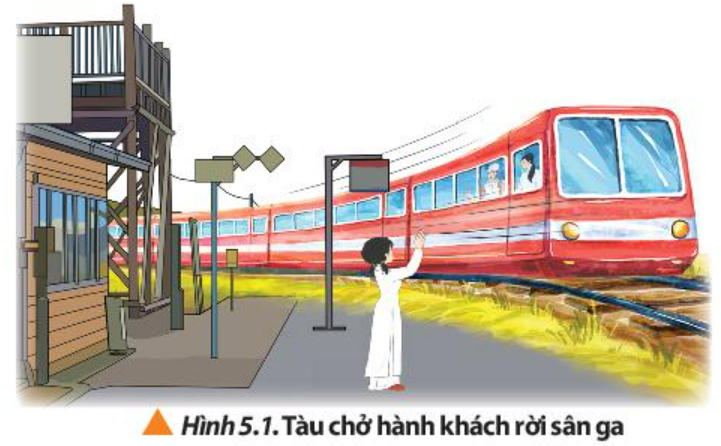 Hình 5.1. Tàu chở hành khách rời sân ga